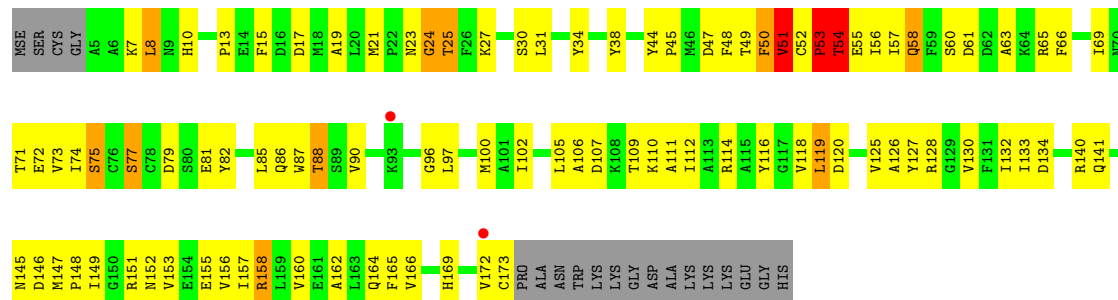 MSE SER CYS GLY A5 A6 K7 L8 N9 H10 P13 E14 F15 D16 D17 M18 A19 L20 M21 P22 N23 G24 T25 F26 K27 S30 L31 Y34 Y38 Y44 P45 M46 D47 F48 T49 F50 V51 C52 P53 T54 E55 I56 I57 Q58 F59 S60 D61 D62 A63 K64 R65 F66 I69 N70
T71 E72 V73 I74 S75 C76 S77 C78 D79 S80 E81 Y82 L85 Q86 W87 T88 S89 V90 K93 G96 L97 M100 A101 I102 L105 A106 D107 K108 T109 K110 A111 I112 A113 R114 A115 Y116 G117 V118 L119 D120 V125 A126 Y127 R128 G129 V130 F131 I132 I133 D134 R140 Q141
N145 D146 M147 P148 I149 G150 R151 N152 V153 E154 E155 V156 I157 R158 L159 V160 E161 A162 L163 Q164 F165 V166 H169 V172 C173 PRO ALA ASN TRP LYS LYS GLY ASP ALA LYS LYS LYS GLU GLY HIS